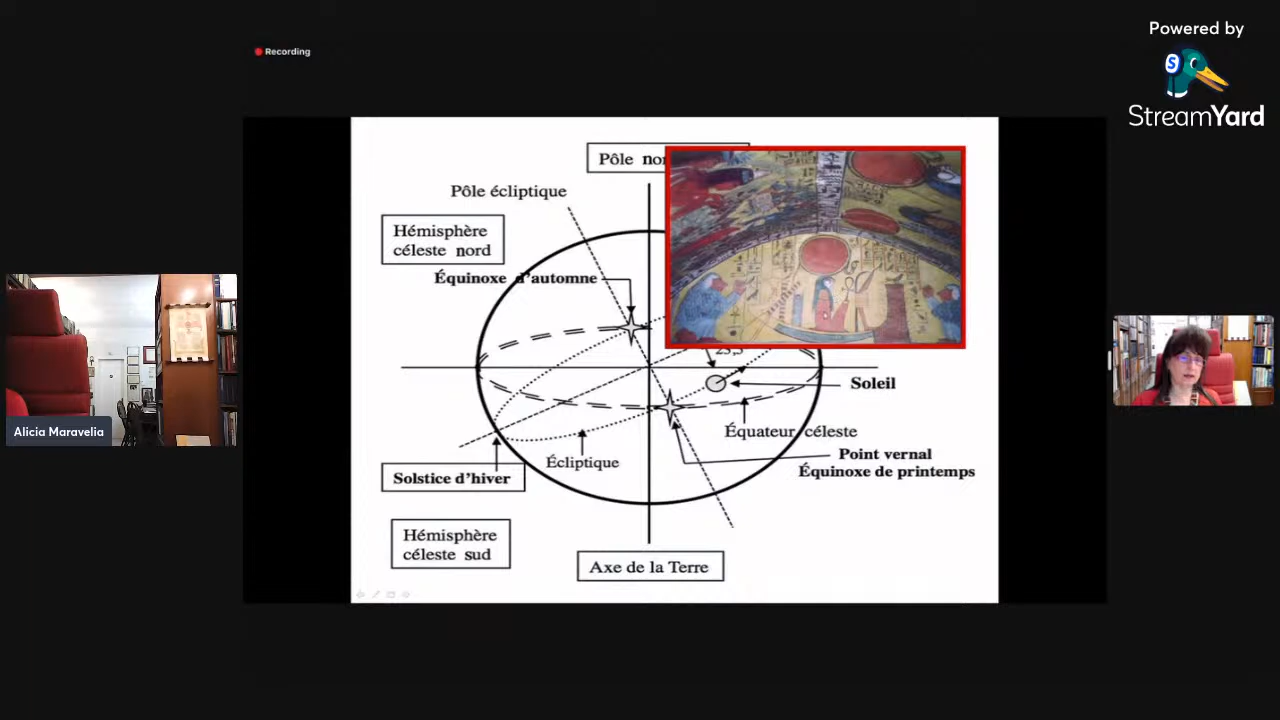 Powered by
StreamYard
Recording
Pôle
Pôle écliptique
Hémisphère
céleste nord
Équinoxe d'automne
Soleil
Équateur céleste
Point vernal
Équinoxe de printemps
Écliptique
Solstice d'hiver
Hémisphère
céleste sud
Axe de la Terre
Alicia Maravelia